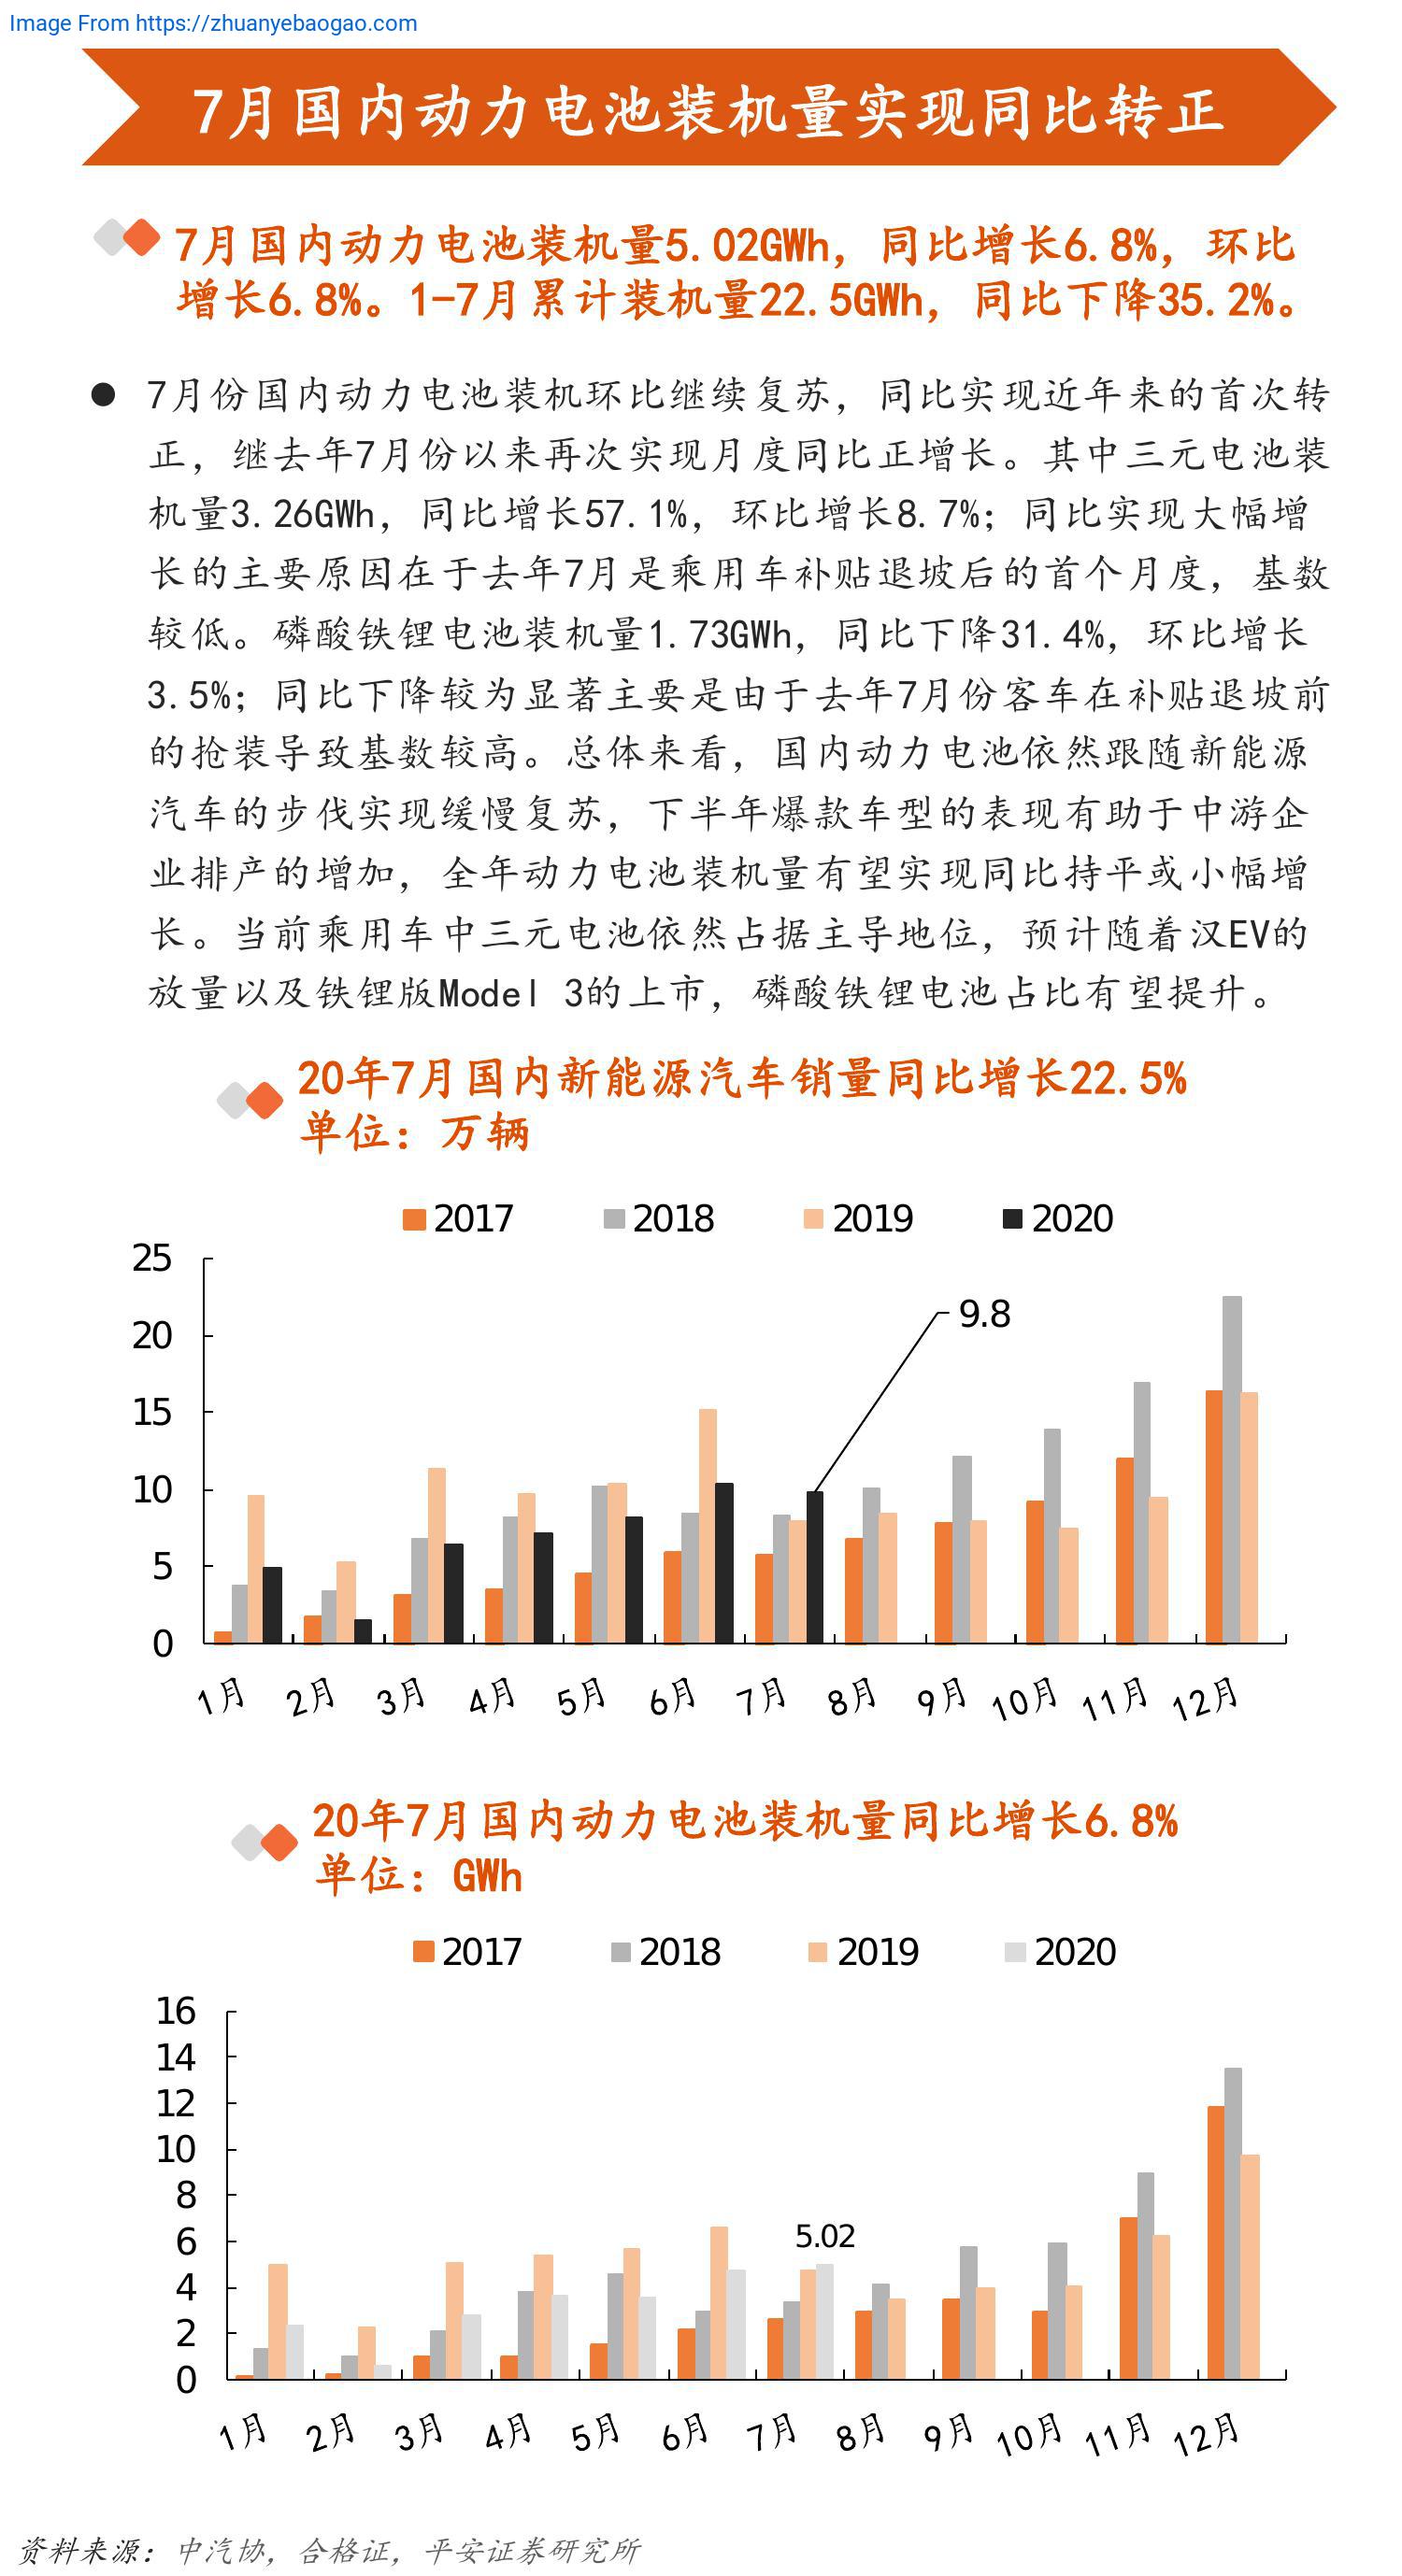 Image From https://zhuanyebaogao.com
7月国内动力电池装机量实现同比转正
7月国内动力电池装机量5.02GWh，同比增长6.8%，环比
增长6.8%。1-7月累计装机量22.5GWh，同比下降35.2%。
● 7月份国内动力电池装机环比继续复苏，同比实现近年来的首次转
正，继去年7月份以来再次实现月度同比正增长。其中三元电池装
机量3.26GWh，同比增长57.1%，环比增长8.7%；同比实现大幅增
长的主要原因在于去年7月是乘用车补贴退坡后的首个月度，基数
较低。磷酸铁锂电池装机量1.73GWh，同比下降31.4%，环比增长
3.5%；同比下降较为显著主要是由于去年7月份客车在补贴退坡前
的抢装导致基数较高。总体来看，国内动力电池依然跟随新能源
汽车的步伐实现缓慢复苏，下半年爆款车型的表现有助于中游企
业排产的增加，全年动力电池装机量有望实现同比持平或小幅增
长。当前乘用车中三元电池依然占据主导地位，预计随着汉EV的
放量以及铁锂版Model 3的上市，磷酸铁锂电池占比有望提升。
20年7月国内新能源汽车销量同比增长22.5%
单位：万辆
2017 2018 2019 2020
25
20
15
10
5
0
9.8
1月 2月 3月 4月 5月 6月 7月 8月 9月 10月 11月 12月
20年7月国内动力电池装机量同比增长6.8%
单位：GWh
2017 2018 2019 2020
16
14
12
10
8
6
4
2
0
5.02
1月 2月 3月 4月 5月 6月 7月 8月 9月 10月 11月 12月
资料来源：中汽协，合格证，平安证券研究所